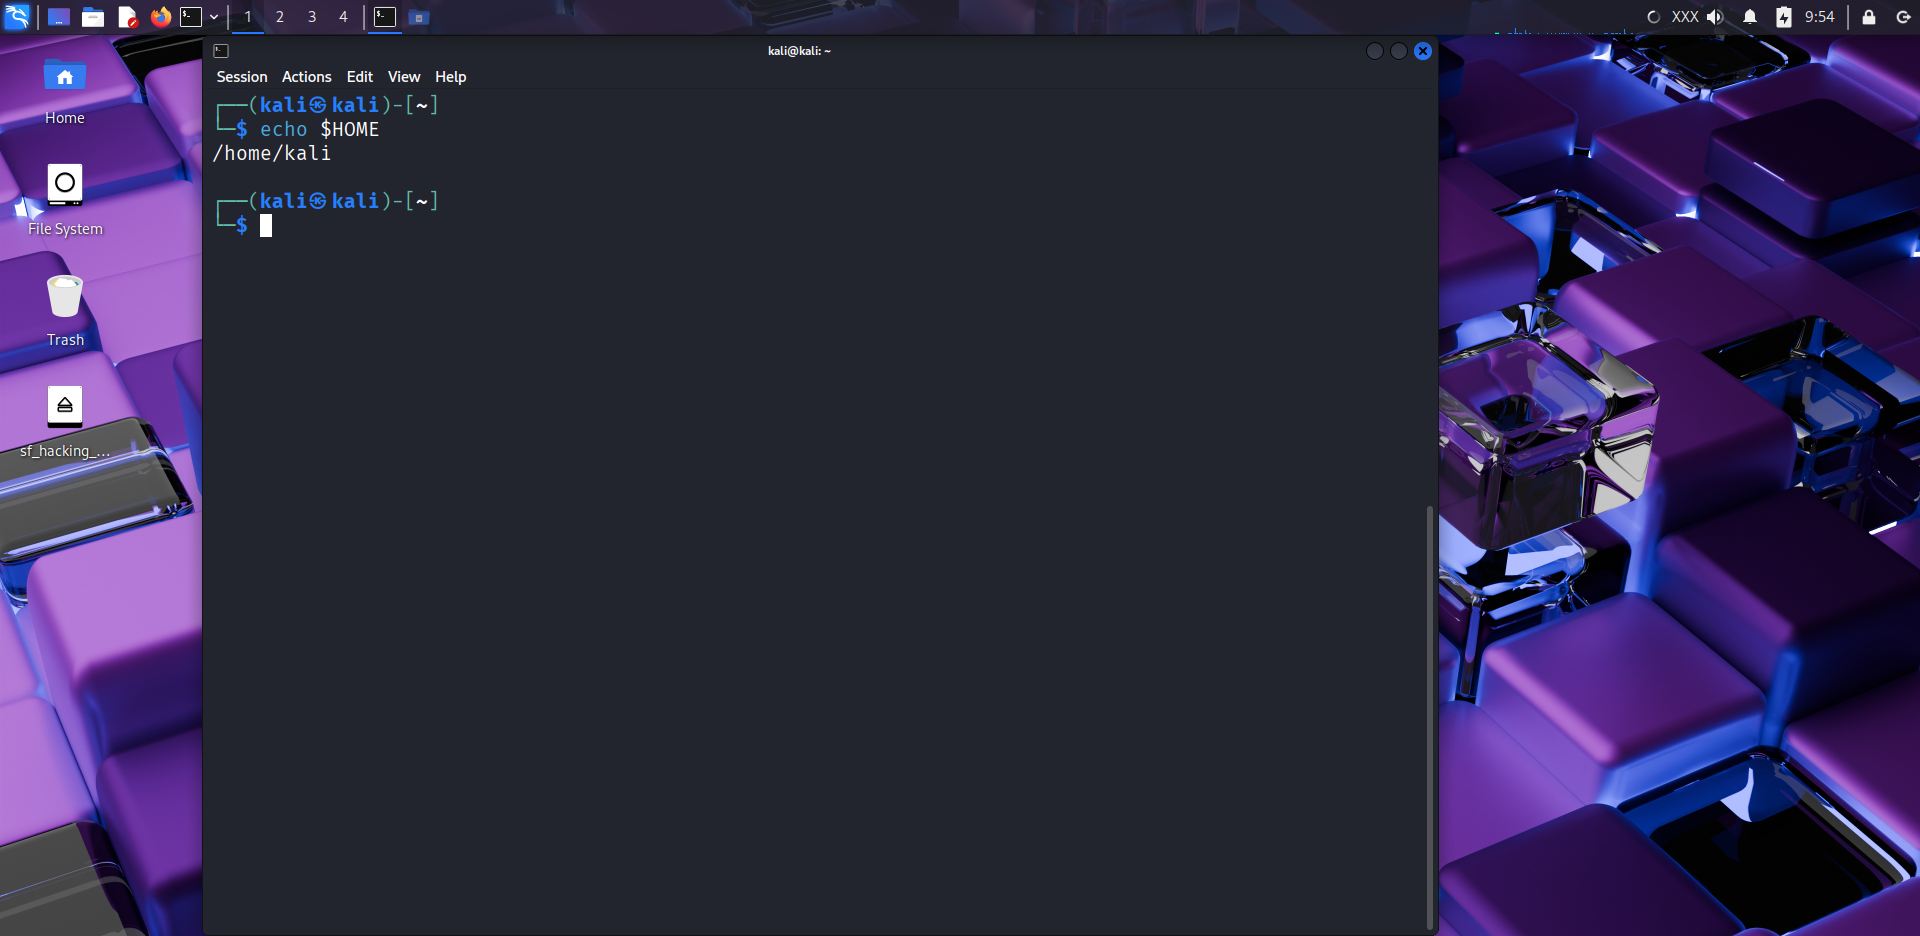 1 2 3 4
XXX 9:54
kali@kali: ~
Session Actions Edit View Help
┌──(kali㉿kali)-[~]
└─$ echo $HOME
/home/kali
┌──(kali㉿kali)-[~]
└─$
Home
File System
Trash
sf_hacking_...